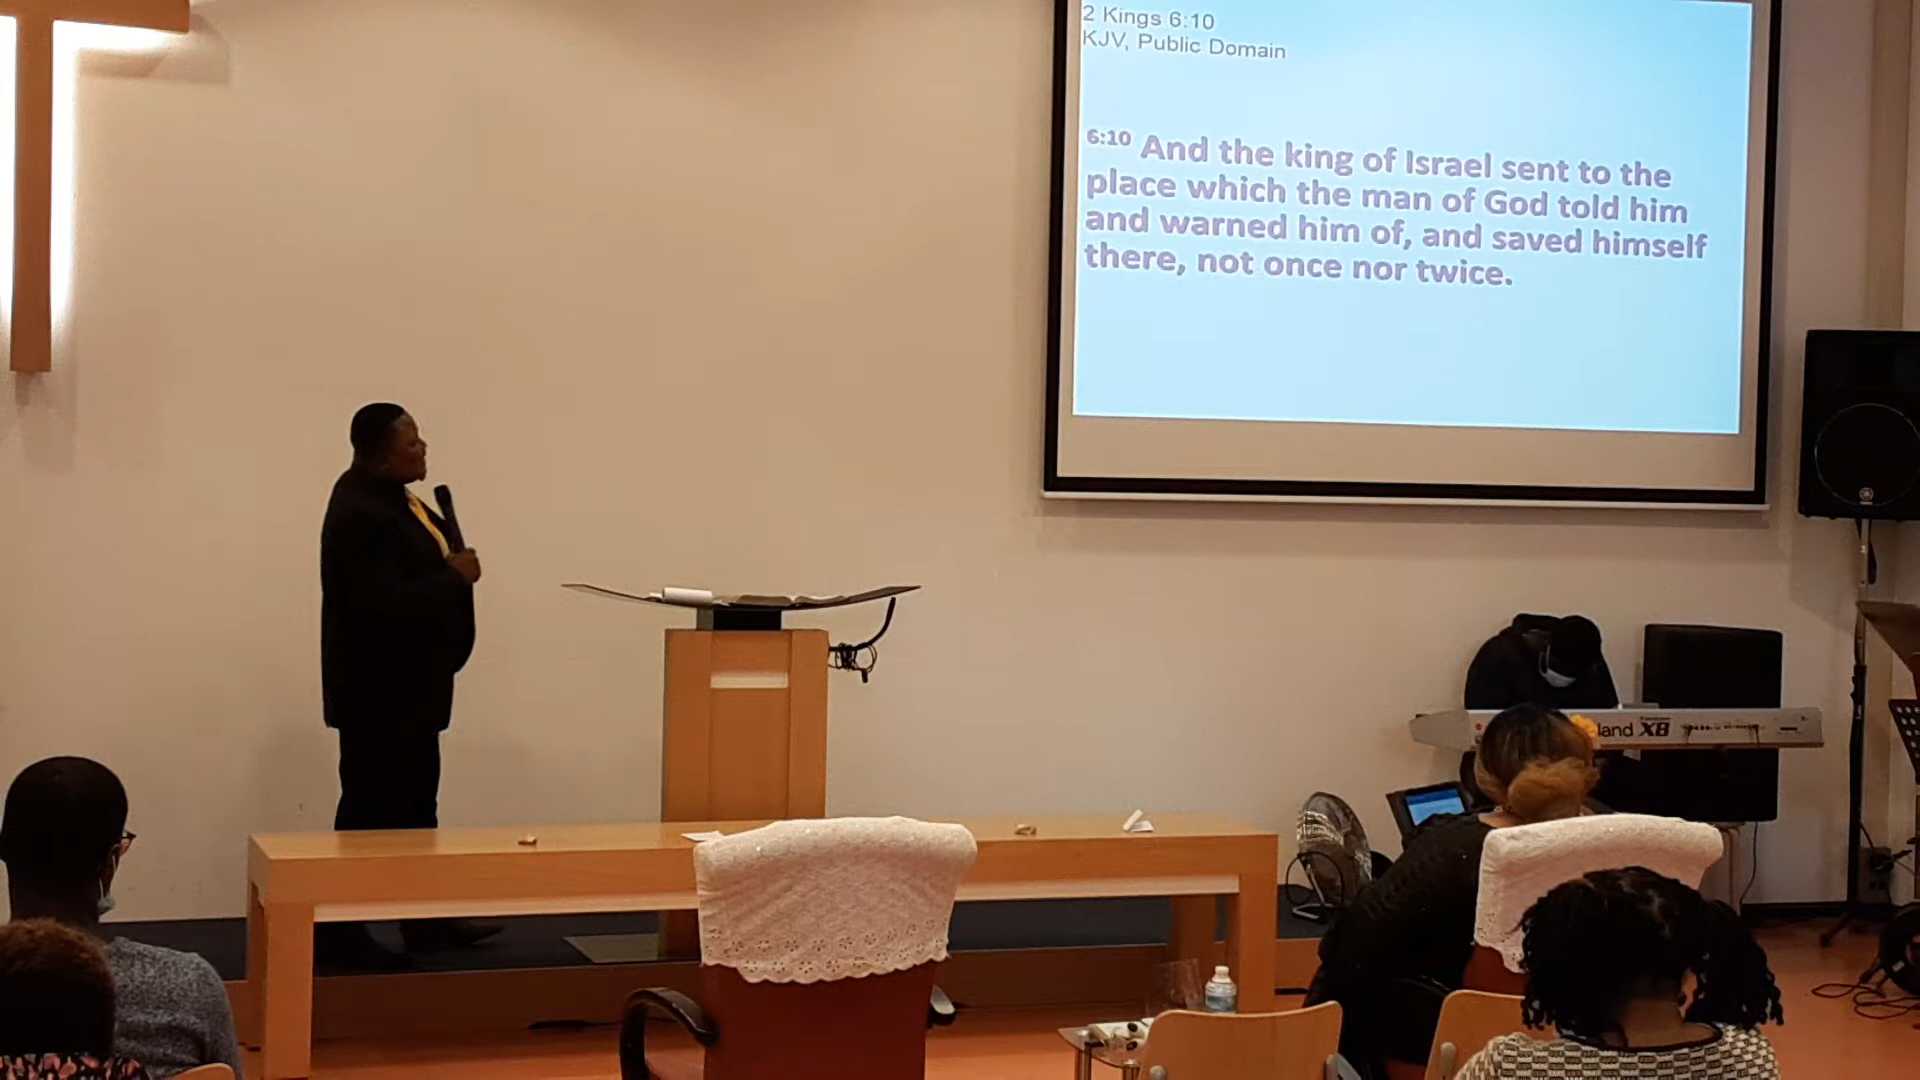 2 Kings 6:10
KJV, Public Domain
6:10 And the king of Israel sent to the
place which the man of God told him
and warned him of, and saved himself
there, not once nor twice.
land X8